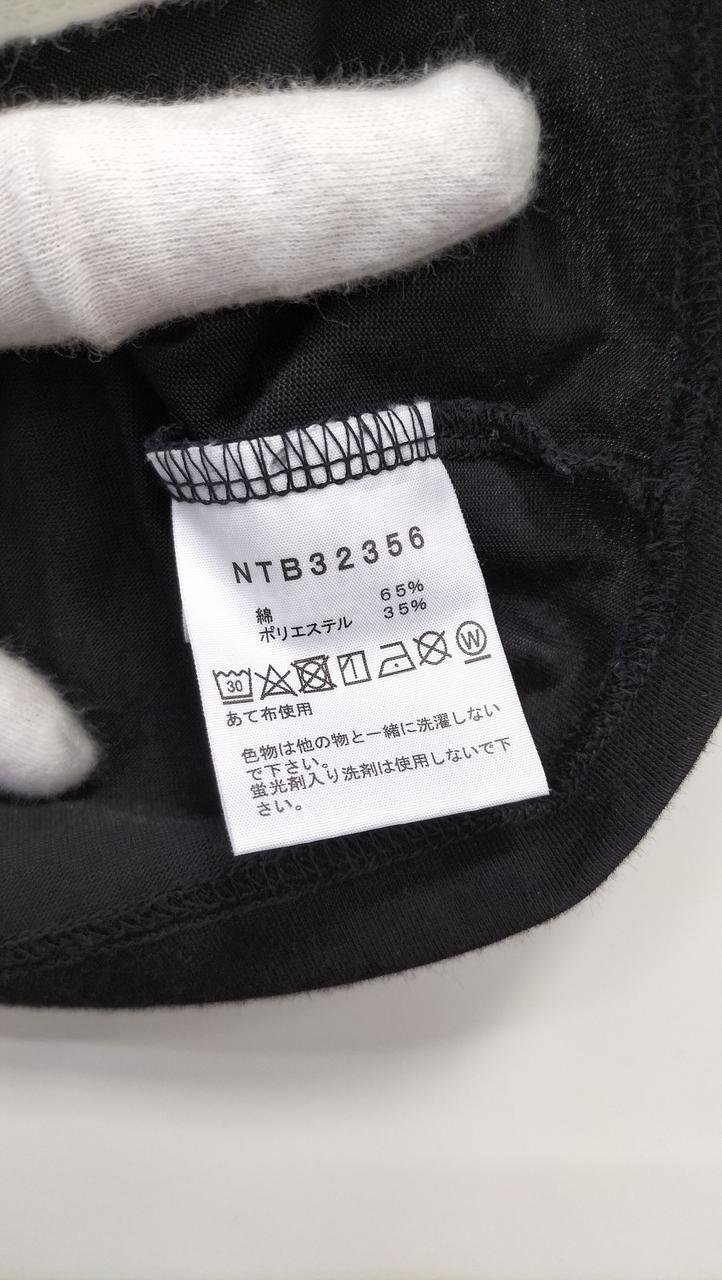 NTB32356
綿 65%
ポリエステル 35%
30 W
あて布使用
色物は他の物と一緒に洗濯しない
で下さい。
蛍光剤入り洗剤は使用しないで下
さい。